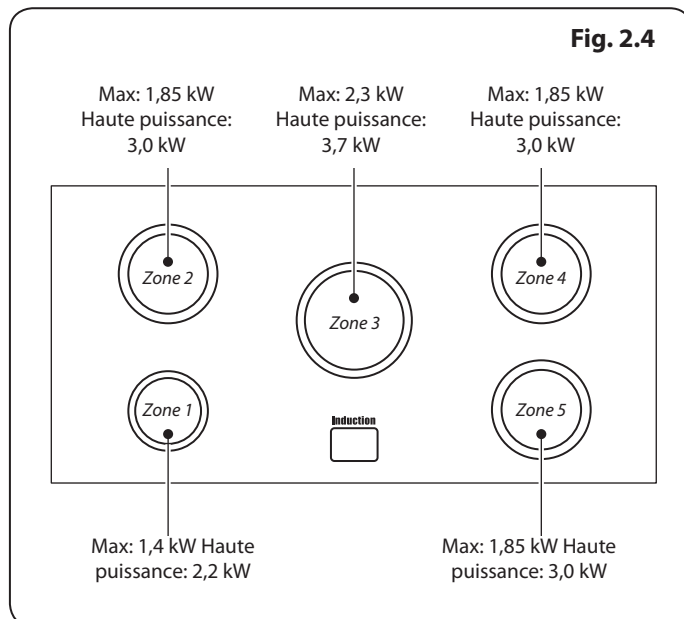 Fig. 2.4
Max: 1,85 kW
Haute puissance:
3,0 kW
Max: 2,3 kW
Haute puissance:
3,7 kW
Max: 1,85 kW
Haute puissance:
3,0 kW
Zone 2
Zone 3
Zone 4
Zone 1
Induction
Zone 5
Max: 1,4 kW Haute
puissance: 2,2 kW
Max: 1,85 kW Haute
puissance: 3,0 kW